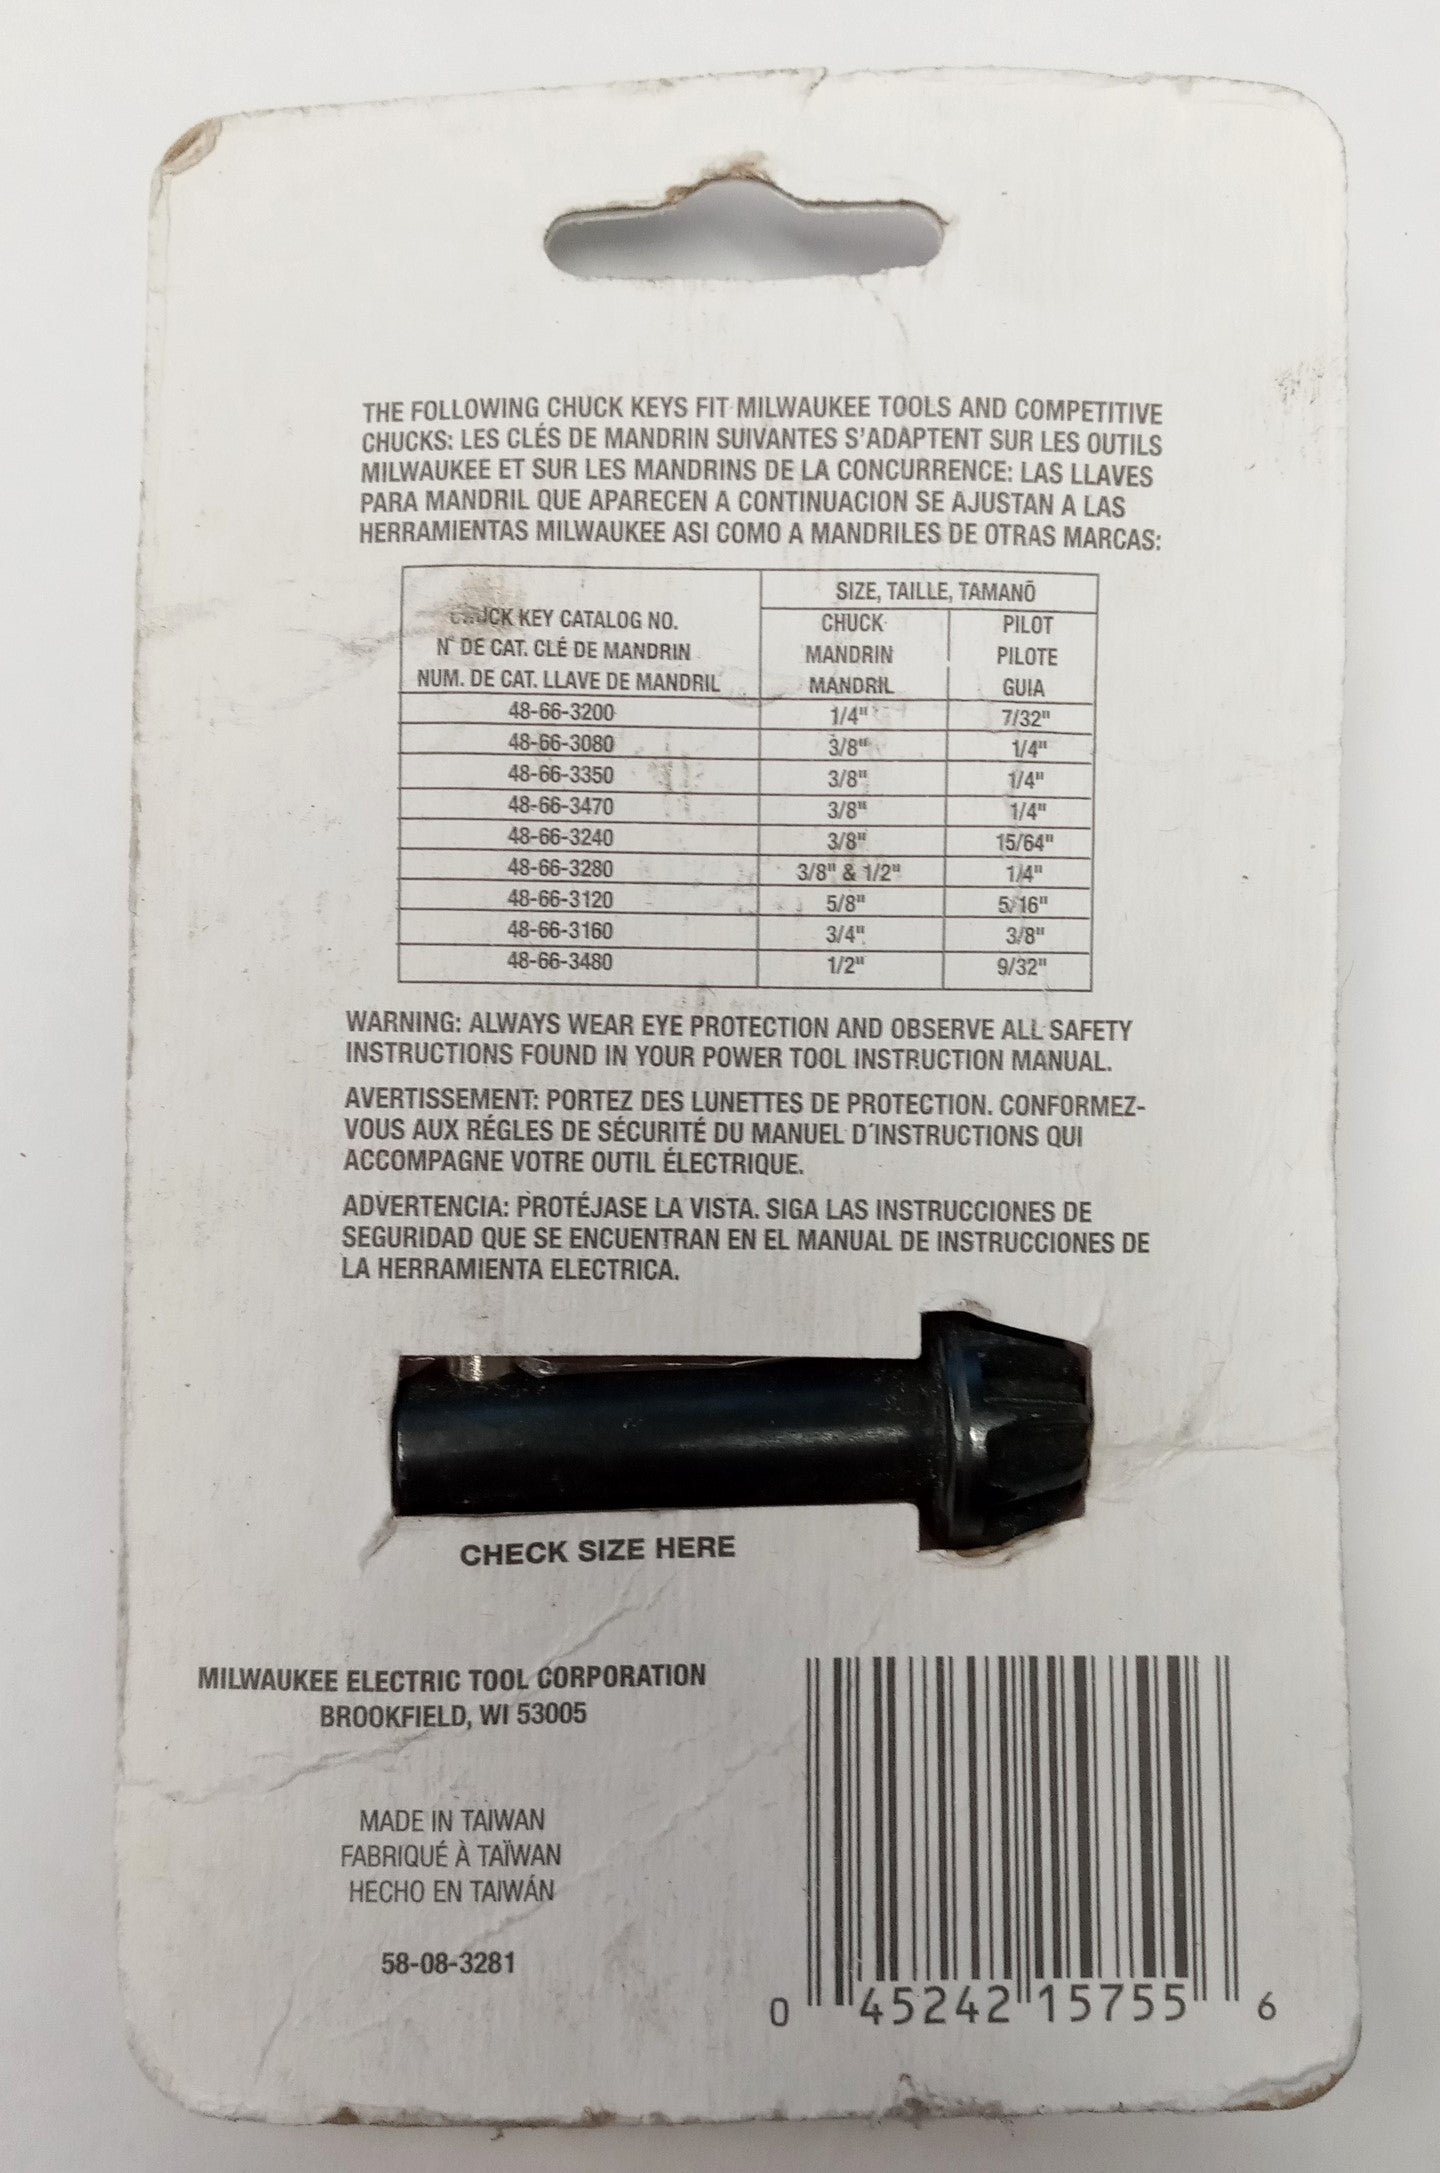 THE FOLLOWING CHUCK KEYS FIT MILWAUKEE TOOLS AND COMPETITIVE
CHUCKS: LES CLÉS DE MANDRIN SUIVANTES S'ADAPTENT SUR LES OUTILS
MILWAUKEE ET SUR LES MANDRINS DE LA CONCURRENCE: LAS LLAVES
PARA MANDRIL QUE APARECEN A CONTINUACION SE AJUSTAN A LAS
HERRAMIENTAS MILWAUKEE ASI COMO A MANDRILES DE OTRAS MARCAS:
SIZE, TAILLE, TAMANŌ
CHUCK KEY CATALOG NO. CHUCK PILOT
N° DE CAT. CLÉ DE MANDRIN MANDRIN PILOTE
NUM. DE CAT. LLAVE DE MANDRIL MANDRIL GUIA
48-66-3200 1/4" 7/32"
48-66-3080 3/8" 1/4"
48-66-3350 3/8" 1/4"
48-66-3470 3/8" 1/4"
48-66-3240 3/8" 15/64"
48-66-3280 3/8" & 1/2" 1/4"
48-66-3120 5/8" 5/16"
48-66-3160 3/4" 3/8"
48-66-3480 1/2" 9/32"
WARNING: ALWAYS WEAR EYE PROTECTION AND OBSERVE ALL SAFETY
INSTRUCTIONS FOUND IN YOUR POWER TOOL INSTRUCTION MANUAL.
AVERTISSEMENT: PORTEZ DES LUNETTES DE PROTECTION. CONFORMEZ-
VOUS AUX RÉGLES DE SÉCURITÉ DU MANUEL D'INSTRUCTIONS QUI
ACCOMPAGNE VOTRE OUTIL ÉLECTRIQUE.
ADVERTENCIA: PROTÉJASE LA VISTA. SIGA LAS INSTRUCCIONES DE
SEGURIDAD QUE SE ENCUENTRAN EN EL MANUAL DE INSTRUCCIONES DE
LA HERRAMIENTA ELECTRICA.
CHECK SIZE HERE
MILWAUKEE ELECTRIC TOOL CORPORATION
BROOKFIELD, WI 53005
MADE IN TAIWAN
FABRIQUÉ À TAÏWAN
HECHO EN TAIWÁN
58-08-3281
0 45242 15755 6